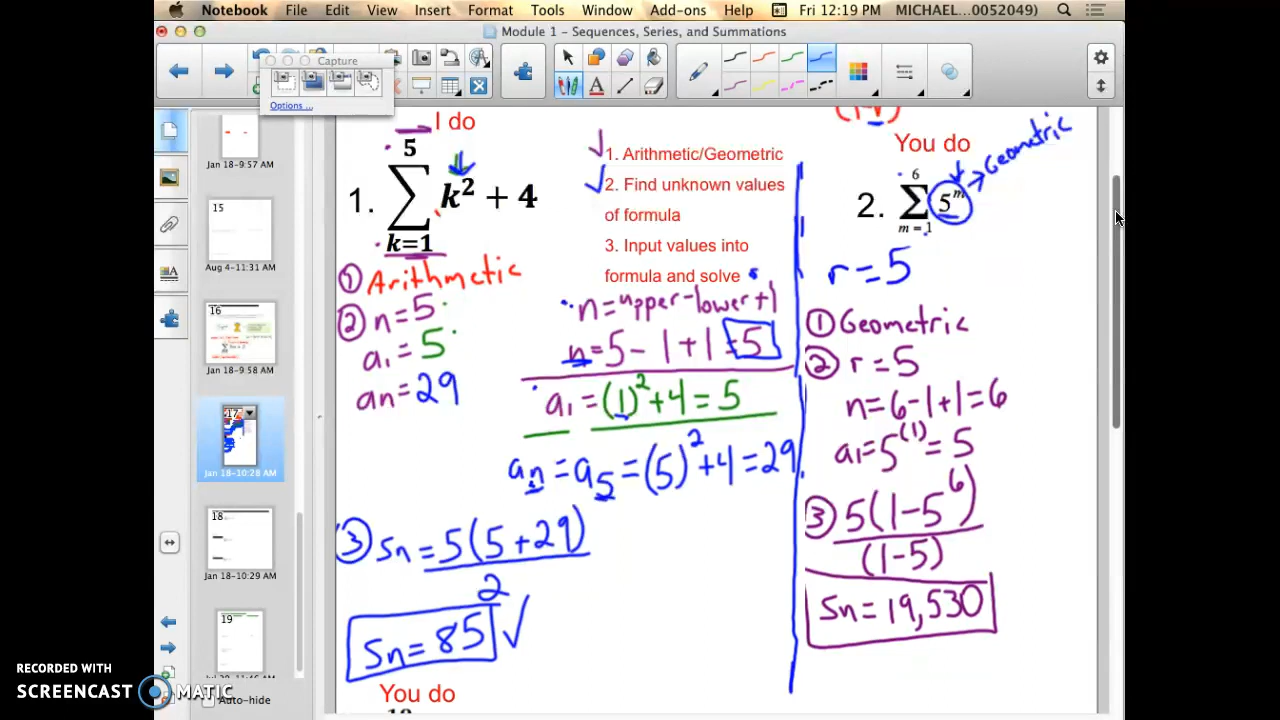 Notebook File Edit View Insert Format Tools Window Add-ons Help Fri 12:19 PM MICHAEL...0052049)
Module 1 – Sequences, Series, and Summations
Capture
Options ...
Jan 18-9:57 AM
15
Aug 4-11:31 AM
16
Jan 18-9:58 AM
17
Jan 18-10:28 AM
18
Jan 18-10:29 AM
19
Auto-hide
I do
5
1. ∑ k² + 4
k=1
① Arithmetic
② n=5
a₁ = 5
an=29
1. Arithmetic/Geometric
2. Find unknown values
of formula
3. Input values into
formula and solve
n=upper-lower+1
n=5-1+1=5
a₁=(1)²+4=5
an=a5=(5)²+4=29
③ Sn=5(5+29)
2
Sn=85 ✓
You do
(1-r)
You do
Geometric
6
2. ∑ 5ᵐ
m = 1
r=5
① Geometric
② r=5
n=6-1+1=6
a₁=5⁽¹⁾=5
③ 5(1-5⁶)
(1-5)
Sn=19,530
RECORDED WITH
SCREENCAST MATIC